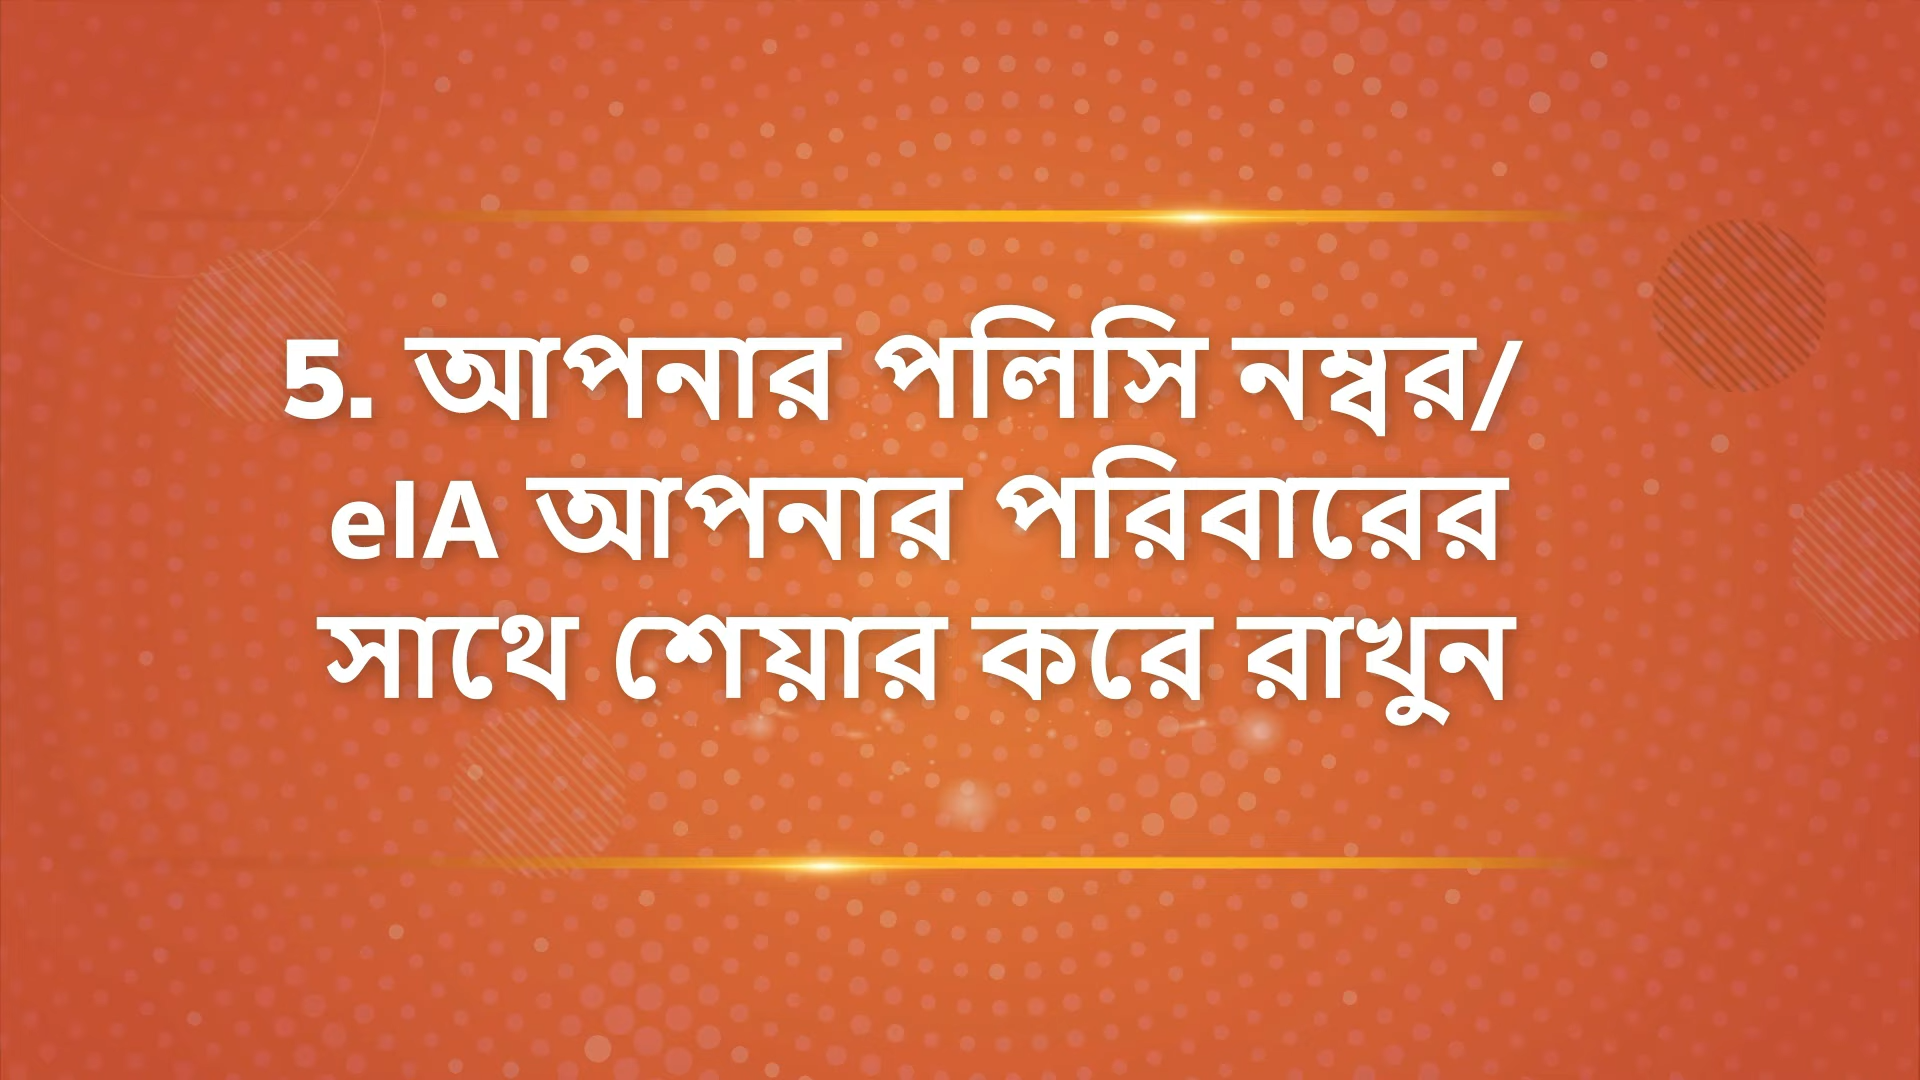 5. আপনার পলিসি নম্বর/
eIA আপনার পরিবারের
সাথে শেয়ার করে রাখুন